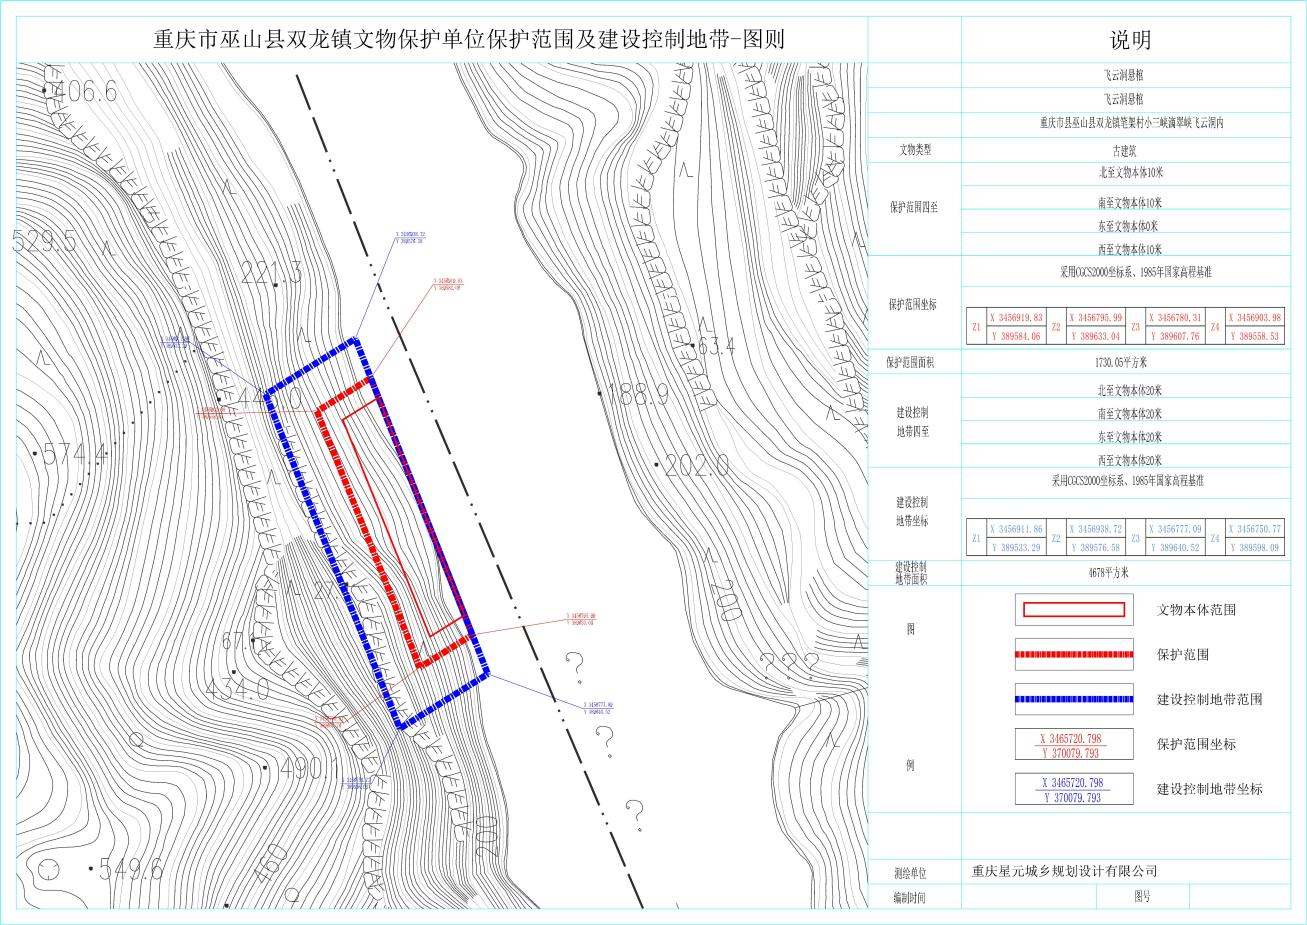 重庆市巫山县双龙镇文物保护单位保护范围及建设控制地带-图则
406.6
529.5
221.3
574.4
434.0
549.6
460
200
63.4
188.9
202.0
200
? ? ?
?
?
?
说明
飞云洞悬棺
飞云洞悬棺
重庆市县巫山县双龙镇笔架村小三峡滴翠峡飞云洞内
文物类型
古建筑
保护范围四至
北至文物本体10米
南至文物本体10米
东至文物本体0米
西至文物本体10米
保护范围坐标
采用CGCS2000坐标系、1985年国家高程基准
Z1 X 3456919.83 Z2 X 3456795.99 Z3 X 3456780.31 Z4 X 3456903.98
Y 389584.06 Y 389633.04 Y 389607.76 Y 389558.53
保护范围面积
1730.05平方米
建设控制
地带四至
北至文物本体20米
南至文物本体20米
东至文物本体20米
西至文物本体20米
建设控制
地带坐标
采用CGCS2000坐标系、1985年国家高程基准
Z1 X 3456911.86 Z2 X 3456938.72 Z3 X 3456777.09 Z4 X 3456750.77
Y 389533.29 Y 389576.58 Y 389640.52 Y 389598.09
建设控制
地带面积
4678平方米
图
例
文物本体范围
保护范围
建设控制地带范围
X 3465720.798
Y 370079.793
保护范围坐标
X 3465720.798
Y 370079.793
建设控制地带坐标
测绘单位
重庆星元城乡规划设计有限公司
编制时间
图号